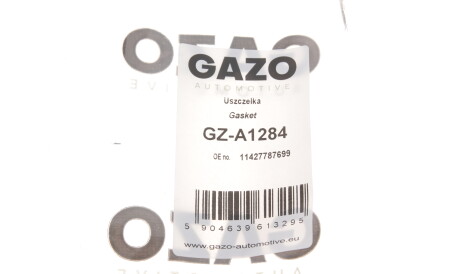 GAZO
AUTOMOTIVE
Uszczelka
Gasket
GZ-A1284
OE no. 11427787699
5 904639 613295
www.gazo-automotive.eu